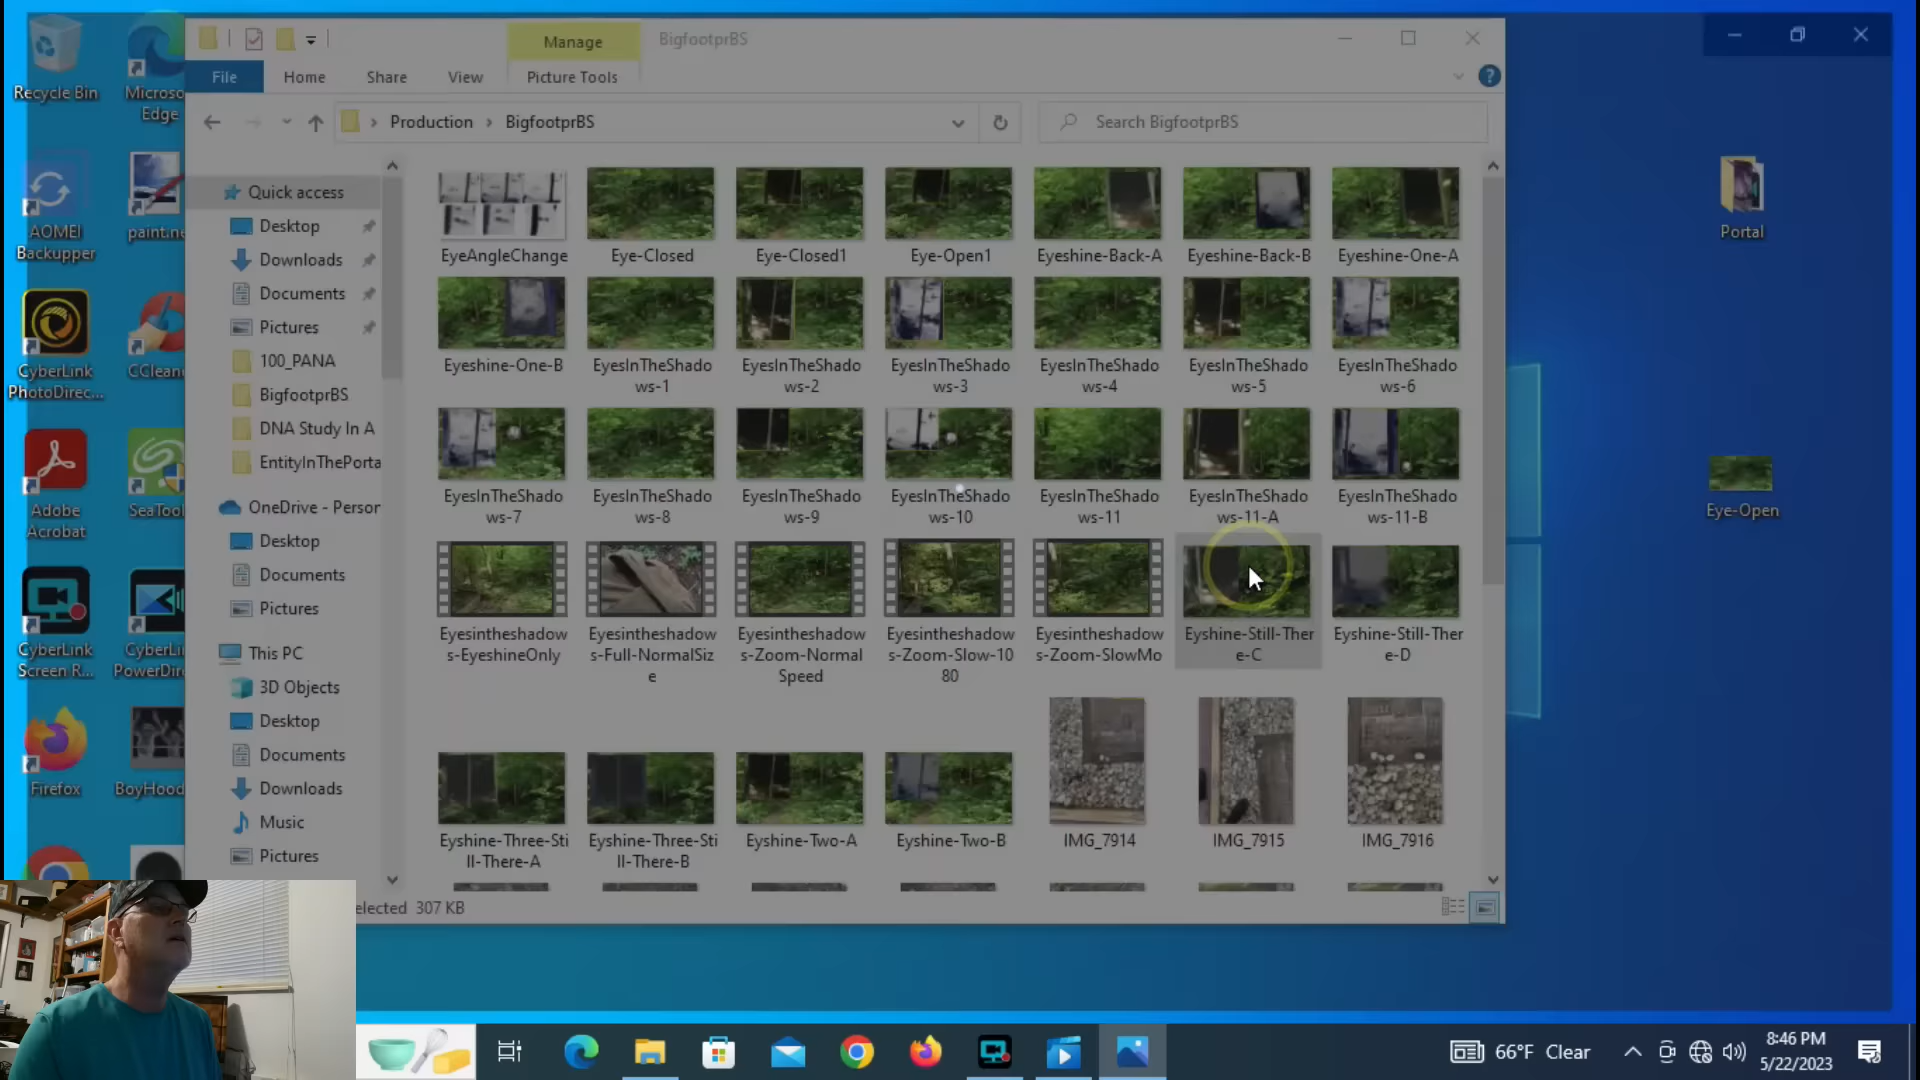 Manage
BigfootprBS
File
Home
Share
View
Picture Tools
Production
BigfootprBS
Search BigfootprBS
Recycle Bin
Microso
Edge
AOMEI
Backupper
paint.ne
CyberLink
PhotoDirec...
CClean
Adobe
Acrobat
SeaTool
CyberLink
Screen R...
CyberLin
PowerDir
Firefox
BoyHood
Quick access
Desktop
Downloads
Documents
Pictures
100_PANA
BigfootprBS
DNA Study In A
EntityInThePorta
OneDrive - Person
Desktop
Documents
Pictures
This PC
3D Objects
Desktop
Documents
Downloads
Music
Pictures
EyeAngleChange
Eye-Closed
Eye-Closed1
Eye-Open1
Eyeshine-Back-A
Eyeshine-Back-B
Eyeshine-One-A
Eyeshine-One-B
EyesInTheShado
ws-1
EyesInTheShado
ws-2
EyesInTheShado
ws-3
EyesInTheShado
ws-4
EyesInTheShado
ws-5
EyesInTheShado
ws-6
EyesInTheShado
ws-7
EyesInTheShado
ws-8
EyesInTheShado
ws-9
EyesInTheShado
ws-10
EyesInTheShado
ws-11
EyesInTheShado
ws-11-A
EyesInTheShado
ws-11-B
Eyesintheshadow
s-EyeshineOnly
Eyesintheshadow
s-Full-NormalSiz
e
Eyesintheshadow
s-Zoom-Normal
Speed
Eyesintheshadow
s-Zoom-Slow-10
80
Eyesintheshadow
s-Zoom-SlowMo
Eyshine-Still-Ther
e-C
Eyshine-Still-Ther
e-D
Eyshine-Three-Sti
ll-There-A
Eyshine-Three-Sti
ll-There-B
Eyshine-Two-A
Eyshine-Two-B
IMG_7914
IMG_7915
IMG_7916
elected 307 KB
Portal
Eye-Open
66°F Clear
8:46 PM
5/22/2023